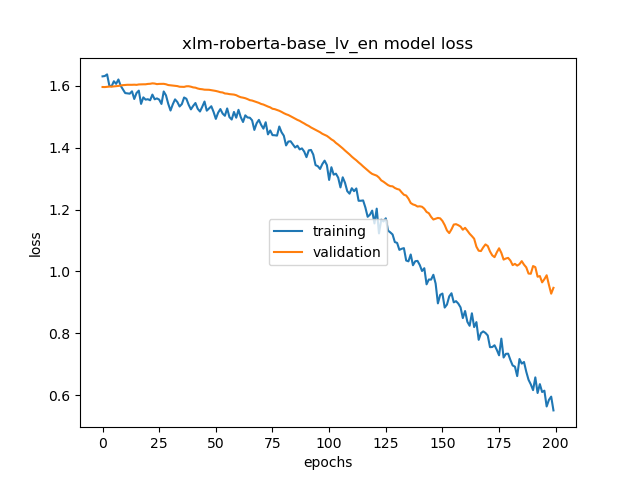 xlm-roberta-base_lv_en model loss
1.6
1.4
1.2
1.0
0.8
0.6
loss
training
validation
0 25 50 75 100 125 150 175 200
epochs